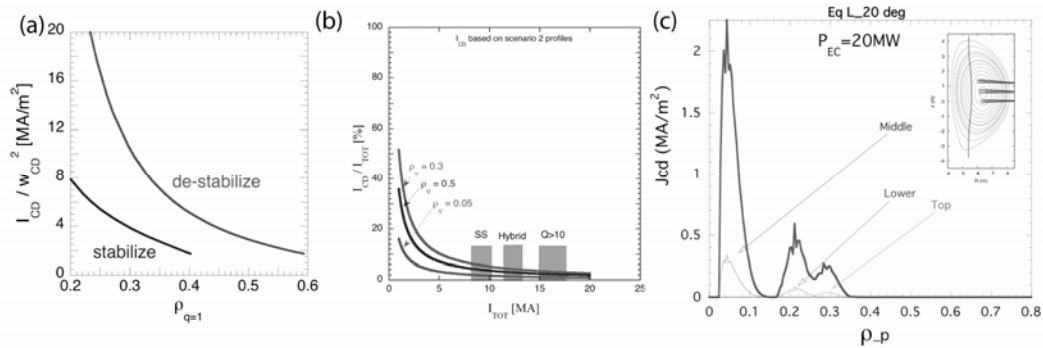 (a)
20
16
12
8
4
0
I_CD / w_CD² [MA/m²]
de-stabilize
stabilize
0.2 0.3 0.4 0.5 0.6
ρ_q=1
(b)
100
80
60
40
20
0
I_CD / I_TOT [%]
I_CD based on scenario 2 profiles
ρ_ψ = 0.3
ρ_ψ = 0.5
ρ_ψ = 0.05
SS Hybrid Q>10
0 5 10 15 20 25
I_TOT [MA]
(c)
Eq L_20 deg
P_EC=20MW
2
1.5
1
0.5
0
Jcd (MA/m²)
Middle
Lower
Top
0 0.1 0.2 0.3 0.4 0.5 0.6 0.7 0.8
ρ_p